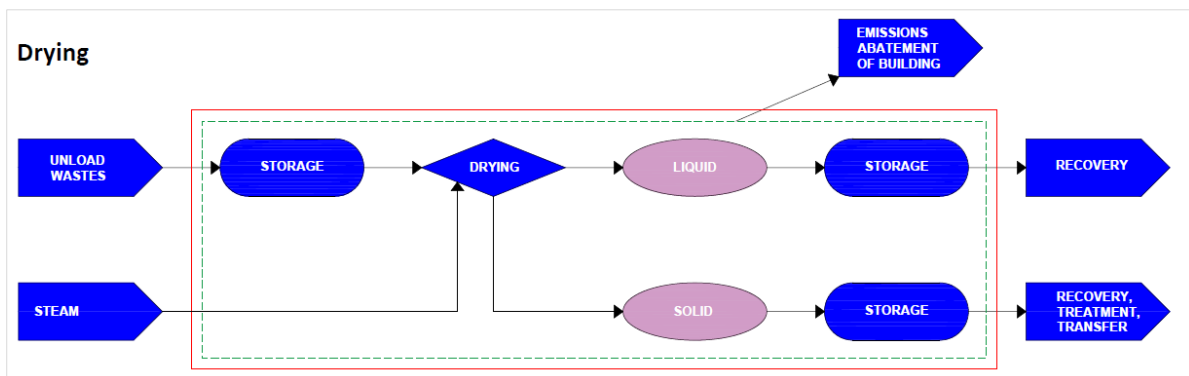 Drying
EMISSIONS
ABATEMENT
OF BUILDING
UNLOAD
WASTES
STORAGE
DRYING
LIQUID
STORAGE
RECOVERY
STEAM
SOLID
STORAGE
RECOVERY,
TREATMENT,
TRANSFER